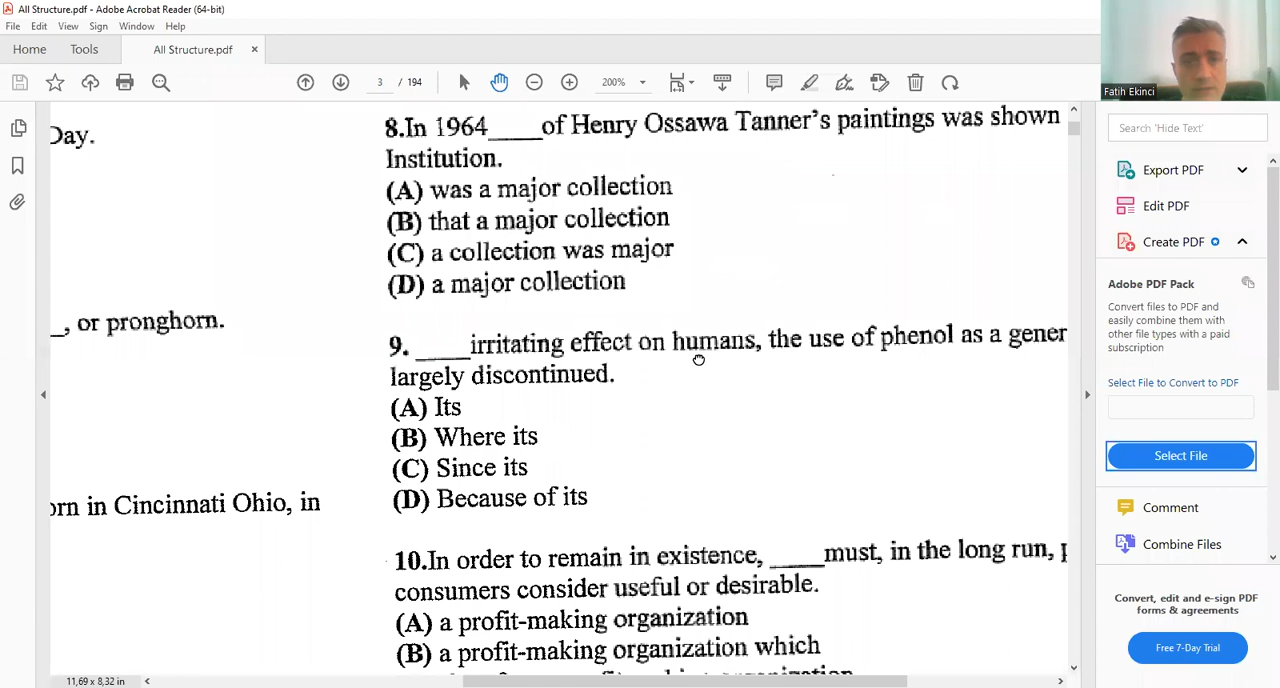 All Structure.pdf - Adobe Acrobat Reader (64-bit)
File Edit View Sign Window Help
Home Tools All Structure.pdf ×
3 / 194 200%
Fatih Ekinci
Day.
_, or pronghorn.
orn in Cincinnati Ohio, in
8.In 1964____of Henry Ossawa Tanner's paintings was shown
Institution.
(A) was a major collection
(B) that a major collection
(C) a collection was major
(D) a major collection
9. ____irritating effect on humans, the use of phenol as a gener
largely discontinued.
(A) Its
(B) Where its
(C) Since its
(D) Because of its
10.In order to remain in existence, ____must, in the long run, p
consumers consider useful or desirable.
(A) a profit-making organization
(B) a profit-making organization which
11,69 x 8,32 in
Search 'Hide Text'
Export PDF
Edit PDF
Create PDF
Adobe PDF Pack
Convert files to PDF and
easily combine them with
other file types with a paid
subscription
Select File to Convert to PDF
Select File
Comment
Combine Files
Convert, edit and e-sign PDF
forms & agreements
Free 7-Day Trial